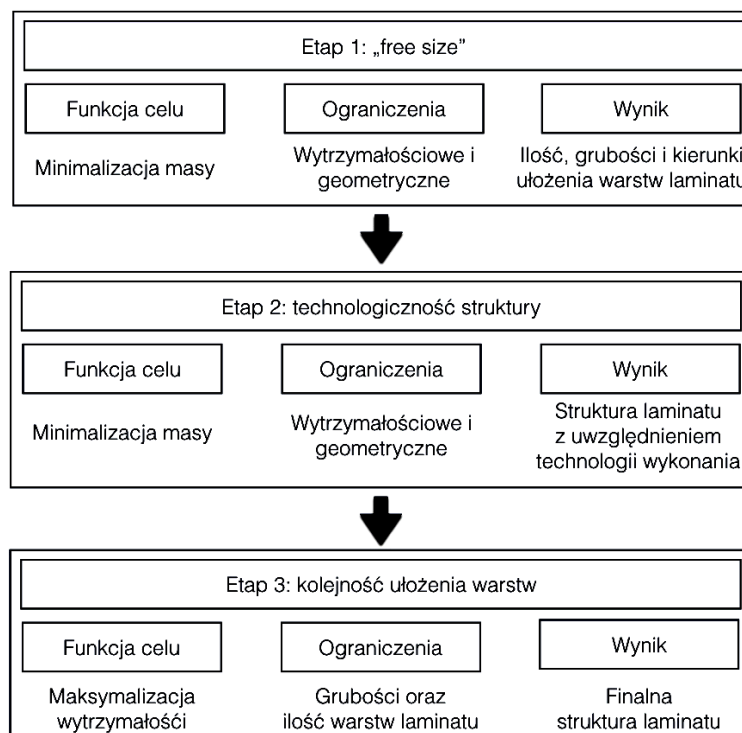 Etap 1: „free size”
Funkcja celu
Ograniczenia
Wynik
Minimalizacja masy
Wytrzymałościowe i
geometryczne
Ilość, grubości i kierunki
ułożenia warstw laminatu
Etap 2: technologiczność struktury
Funkcja celu
Ograniczenia
Wynik
Minimalizacja masy
Wytrzymałościowe i
geometryczne
Struktura laminatu
z uwzględnieniem
technologii wykonania
Etap 3: kolejność ułożenia warstw
Funkcja celu
Ograniczenia
Wynik
Maksymalizacja
wytrzymałośći
Grubości oraz
ilość warstw laminatu
Finalna
struktura laminatu